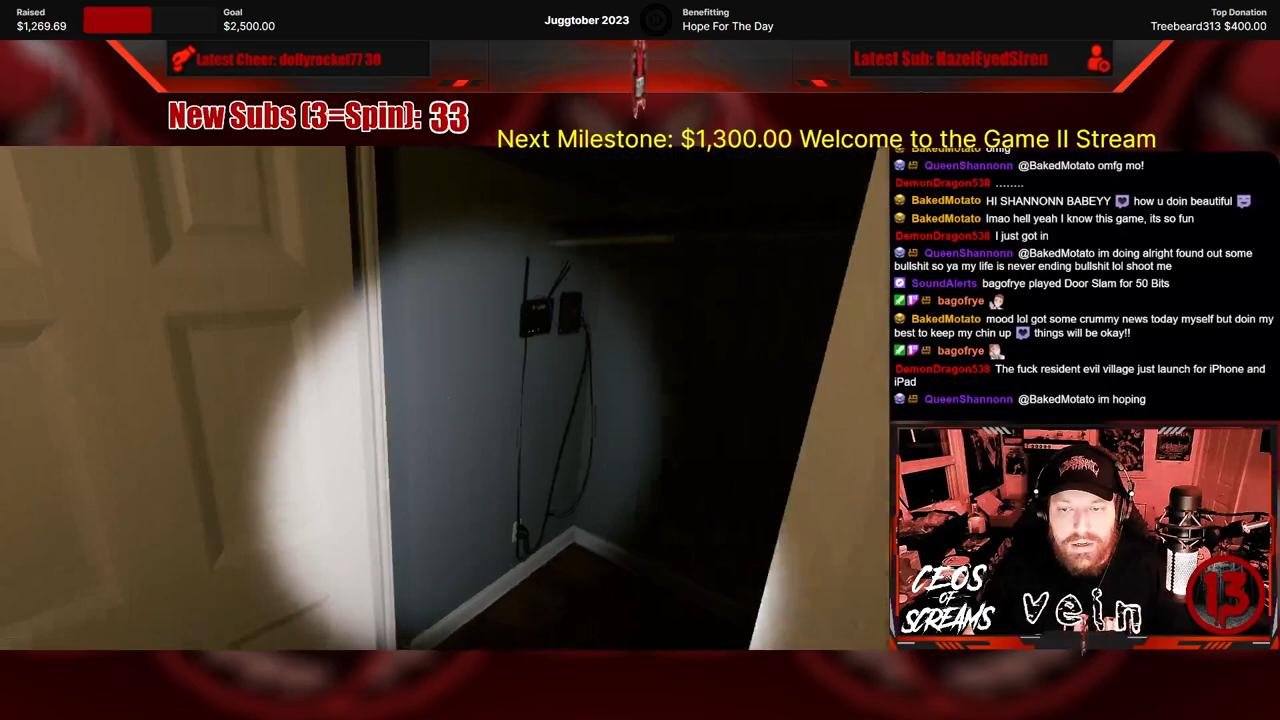 Raised
$1,269.69
Goal
$2,500.00
Juggtober 2023
Benefitting
Hope For The Day
Top Donation
Treebeard313 $400.00
Latest Cheer: dollyrocket77 30
Latest Sub: HazelEyedSiren
New Subs (3=Spin): 33
Next Milestone: $1,300.00 Welcome to the Game II Stream
BakedMotato omfg
QueenShannonn @BakedMotato omfg mo!
DemonDragon538 ........
BakedMotato HI SHANNONN BABEYY how u doin beautiful
BakedMotato lmao hell yeah I know this game, its so fun
DemonDragon538 I just got in
QueenShannonn @BakedMotato im doing alright found out some
bullshit so ya my life is never ending bullshit lol shoot me
SoundAlerts bagofrye played Door Slam for 50 Bits
bagofrye
BakedMotato mood lol got some crummy news today myself but doin my
best to keep my chin up things will be okay!!
bagofrye
DemonDragon538 The fuck resident evil village just launch for iPhone and
iPad
QueenShannonn @BakedMotato im hoping
CEOS
OF
SCREAMS
vein
13